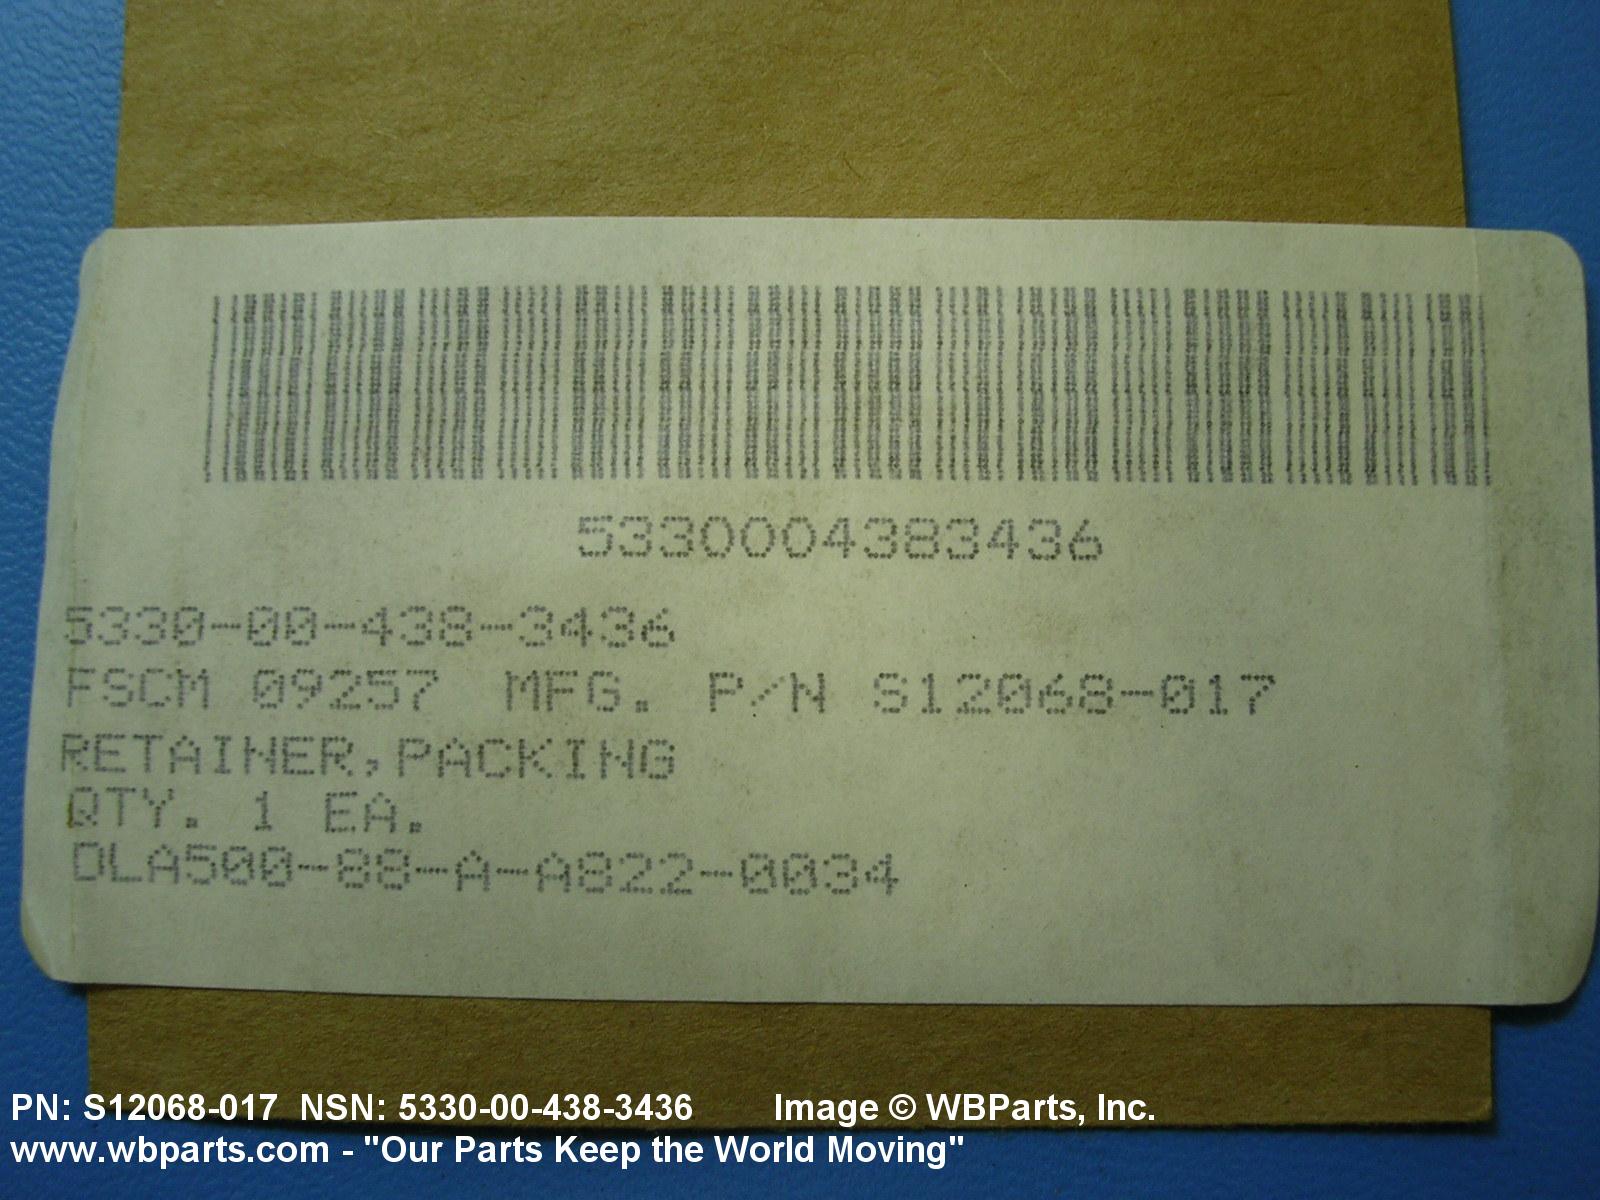 5330004383436
5330-00-438-3436
FSCM 09257 MFG. P/N S12068-017
RETAINER,PACKING
QTY. 1 EA.
DLA500-88-A-A822-0034
PN: S12068-017 NSN: 5330-00-438-3436 Image © WBParts, Inc.
www.wbparts.com - "Our Parts Keep the World Moving"